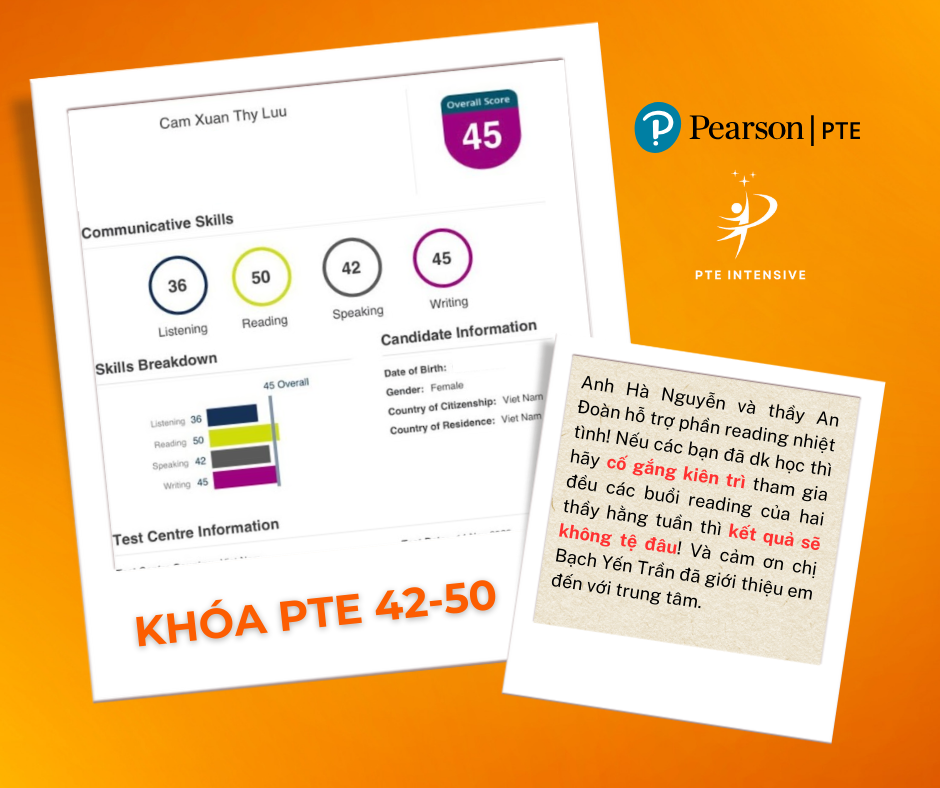 Cam Xuan Thy Luu
Overall Score
45
Communicative Skills
36
50
42
45
Listening
Reading
Speaking
Writing
Skills Breakdown
45 Overall
Listening 36
Reading 50
Speaking 42
Writing 45
Candidate Information
Date of Birth:
Gender: Female
Country of Citizenship: Viet Nam
Country of Residence: Viet Nam
Test Centre Information
KHÓA PTE 42-50
Pearson | PTE
PTE INTENSIVE
Anh Hà Nguyễn và thầy An
Đoàn hỗ trợ phần reading nhiệt
tình! Nếu các bạn đã dk học thì
hãy cố gắng kiên trì tham gia
đều các buổi reading của hai
thầy hằng tuần thì kết quả sẽ
không tệ đâu! Và cảm ơn chị
Bạch Yến Trần đã giới thiệu em
đến với trung tâm.